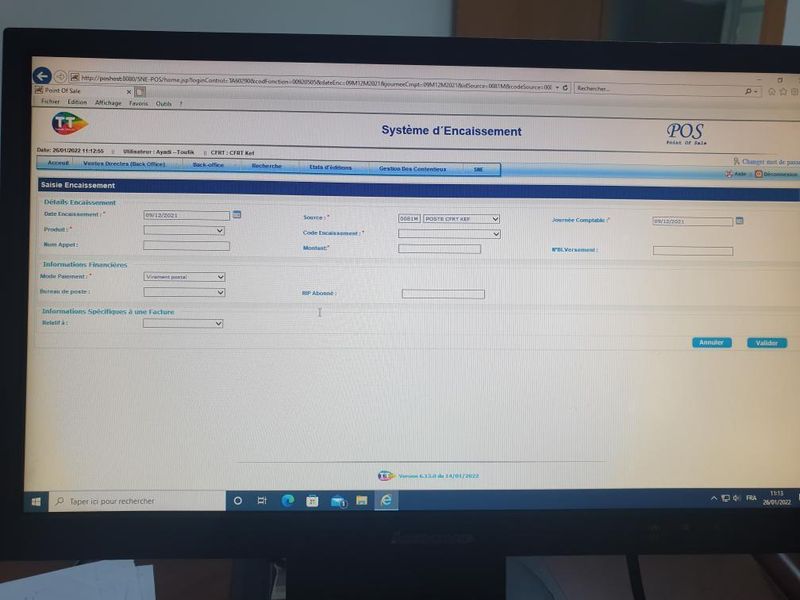 http://poshost:8080/SNE-POS/home.jsp?loginControl=TA60290&codFonction=00920505&dateEnc=09M12M2021&journeeCmpt=09M12M2021&idSource=0081M&codeSource=008
Rechercher...
Point Of Sale
Fichier Edition Affichage Favoris Outils ?
TT
Système d'Encaissement
POS
Point Of Sale
Date: 26/01/2022 11:12:55 || Utilisateur : Ayadi --Toufik || CFRT : CFRT Kef
Changer mot de passe
Acceuil Ventes Directes (Back Office) Back-office Recherche Etats d'éditions Gestion Des Contentieux SNE
Aide Déconnexion
Saisie Encaissement
Détails Encaissement
Date Encaissement : * 09/12/2021 Source : * 0081M POSTE CFRT KEF Journée Comptable : * 09/12/2021
Produit : * Code Encaissement : *
Num Appel : Montant:* N°BLVersement :
Informations Financières
Mode Paiement : * Virement postal
Bureau de poste : RIP Abonné :
Informations Spécifiques à une Facture
Relatif à :
Annuler Valider
TT Version 6.13.0 du 14/01/2022
Taper ici pour rechercher
FRA
11:13
26/01/2022